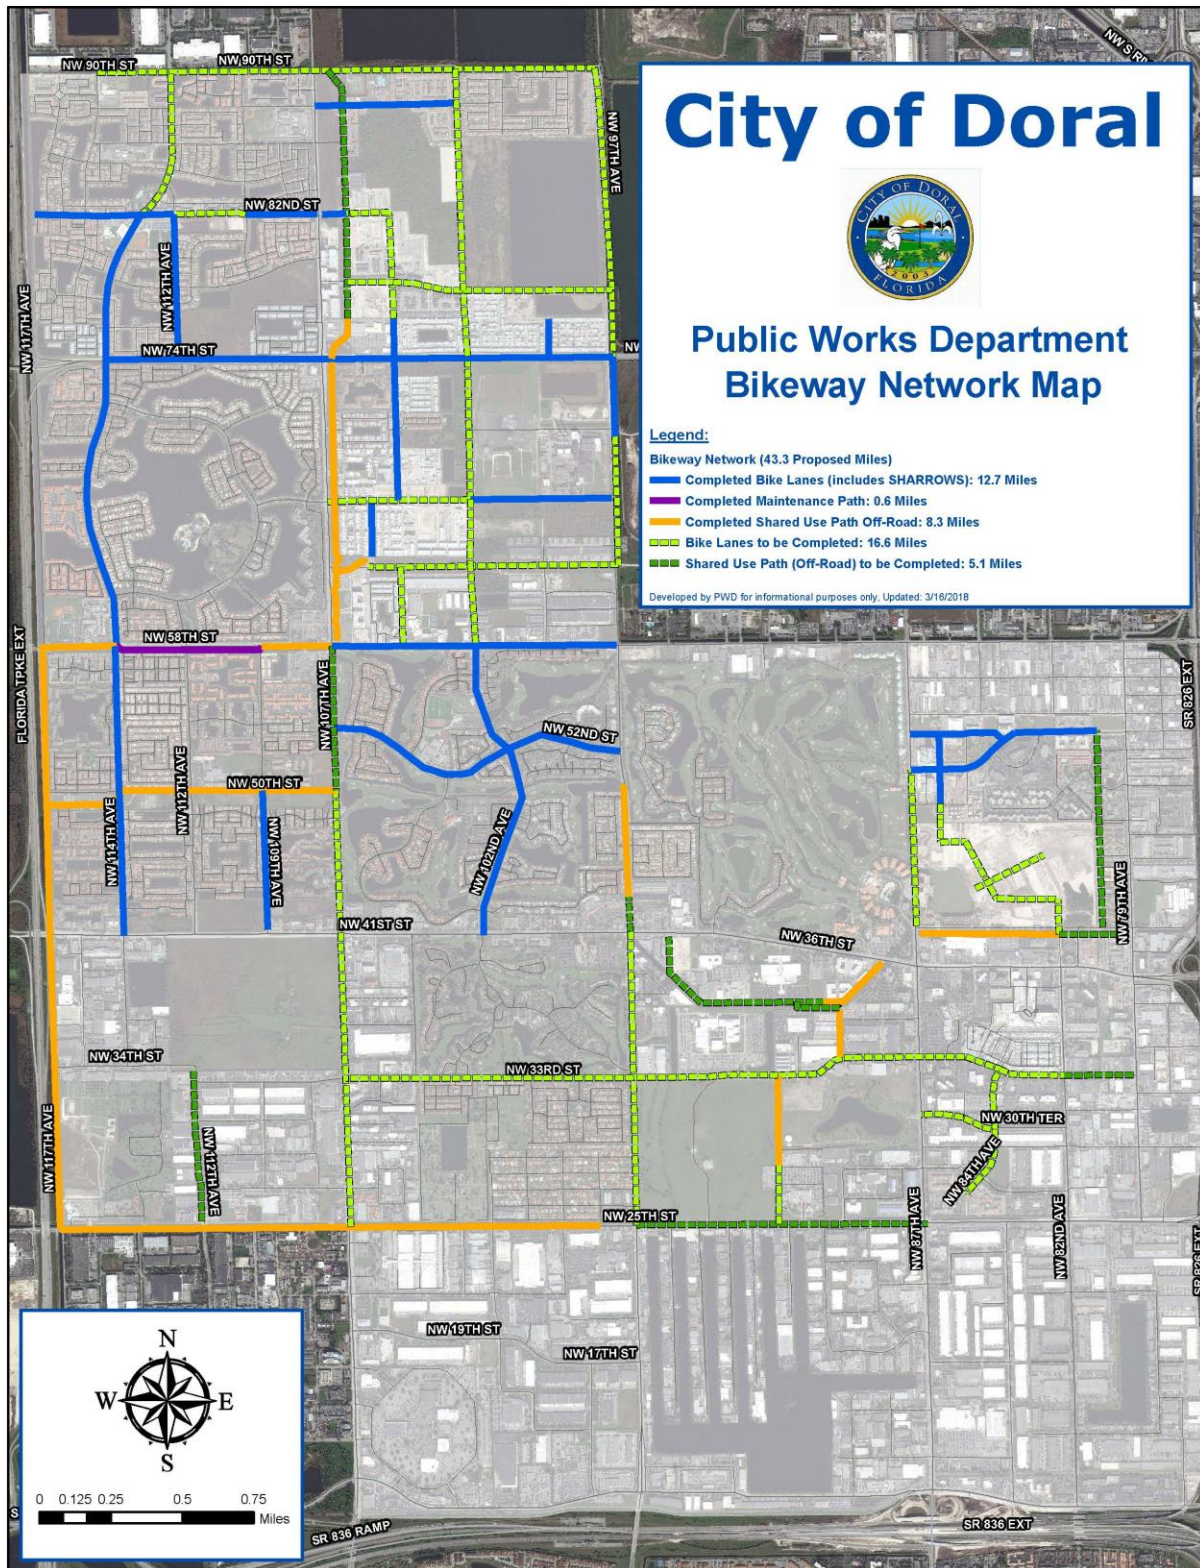 NW 90TH ST
NW 90TH ST
NW S RI
City of Doral
CITY OF DORAL
2003
FLORIDA
NW 97TH AVE
NW 82ND ST
NW 112TH AVE
NW 117TH AVE
NW 74TH ST
NW
Public Works Department
Bikeway Network Map
Legend:
Bikeway Network (43.3 Proposed Miles)
Completed Bike Lanes (includes SHARROWS): 12.7 Miles
Completed Maintenance Path: 0.6 Miles
Completed Shared Use Path Off-Road: 8.3 Miles
Bike Lanes to be Completed: 16.6 Miles
Shared Use Path (Off-Road) to be Completed: 5.1 Miles
Developed by PWD for informational purposes only, Updated: 3/16/2018
NW 58TH ST
FLORIDA TPKE EXT
NW 107TH AVE
SR 826 EXT
NW 52ND ST
NW 50TH ST
NW 112TH AVE
NW 114TH AVE
NW 109TH AVE
NW 102ND AVE
NW 79TH AVE
NW 41ST ST
NW 36TH ST
NW 34TH ST
NW 33RD ST
NW 30TH TER
NW 117TH AVE
NW 112TH AVE
NW 84TH AVE
NW 25TH ST
NW 87TH AVE
NW 82ND AVE
SR 826 EXT
NW 19TH ST
NW 17TH ST
N
W E
S
0 0.125 0.25 0.5 0.75
Miles
S
SR 836 RAMP
SR 836 EXT